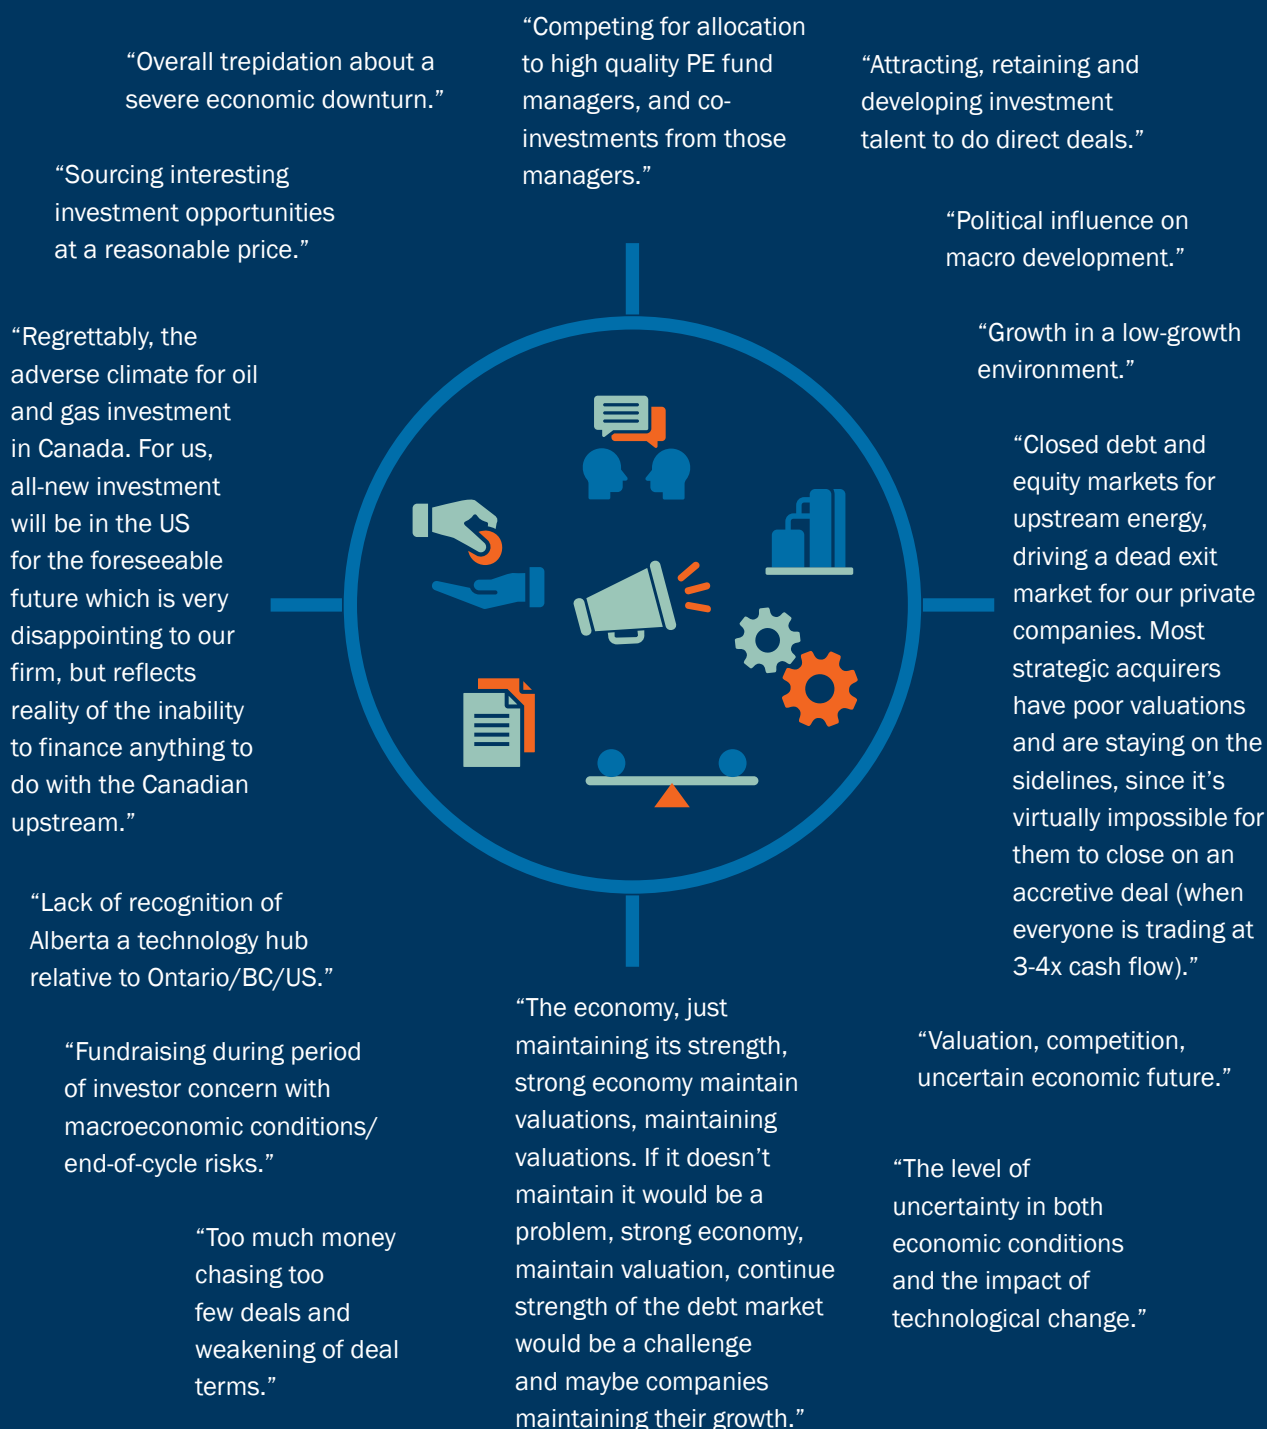 “Overall trepidation about a
severe economic downturn.”
“Competing for allocation
to high quality PE fund
managers, and co-
investments from those
managers.”
“Attracting, retaining and
developing investment
talent to do direct deals.”
“Sourcing interesting
investment opportunities
at a reasonable price.”
“Political influence on
macro development.”
“Regrettably, the
adverse climate for oil
and gas investment
in Canada. For us,
all-new investment
will be in the US
for the foreseeable
future which is very
disappointing to our
firm, but reflects
reality of the inability
to finance anything to
do with the Canadian
upstream.”
“Growth in a low-growth
environment.”
“Closed debt and
equity markets for
upstream energy,
driving a dead exit
market for our private
companies. Most
strategic acquirers
have poor valuations
and are staying on the
sidelines, since it’s
virtually impossible for
them to close on an
accretive deal (when
everyone is trading at
3-4x cash flow).”
“Lack of recognition of
Alberta a technology hub
relative to Ontario/BC/US.”
“Fundraising during period
of investor concern with
macroeconomic conditions/
end-of-cycle risks.”
“Too much money
chasing too
few deals and
weakening of deal
terms.”
“The economy, just
maintaining its strength,
strong economy maintain
valuations, maintaining
valuations. If it doesn’t
maintain it would be a
problem, strong economy,
maintain valuation, continue
strength of the debt market
would be a challenge
and maybe companies
maintaining their growth.”
“Valuation, competition,
uncertain economic future.”
“The level of
uncertainty in both
economic conditions
and the impact of
technological change.”